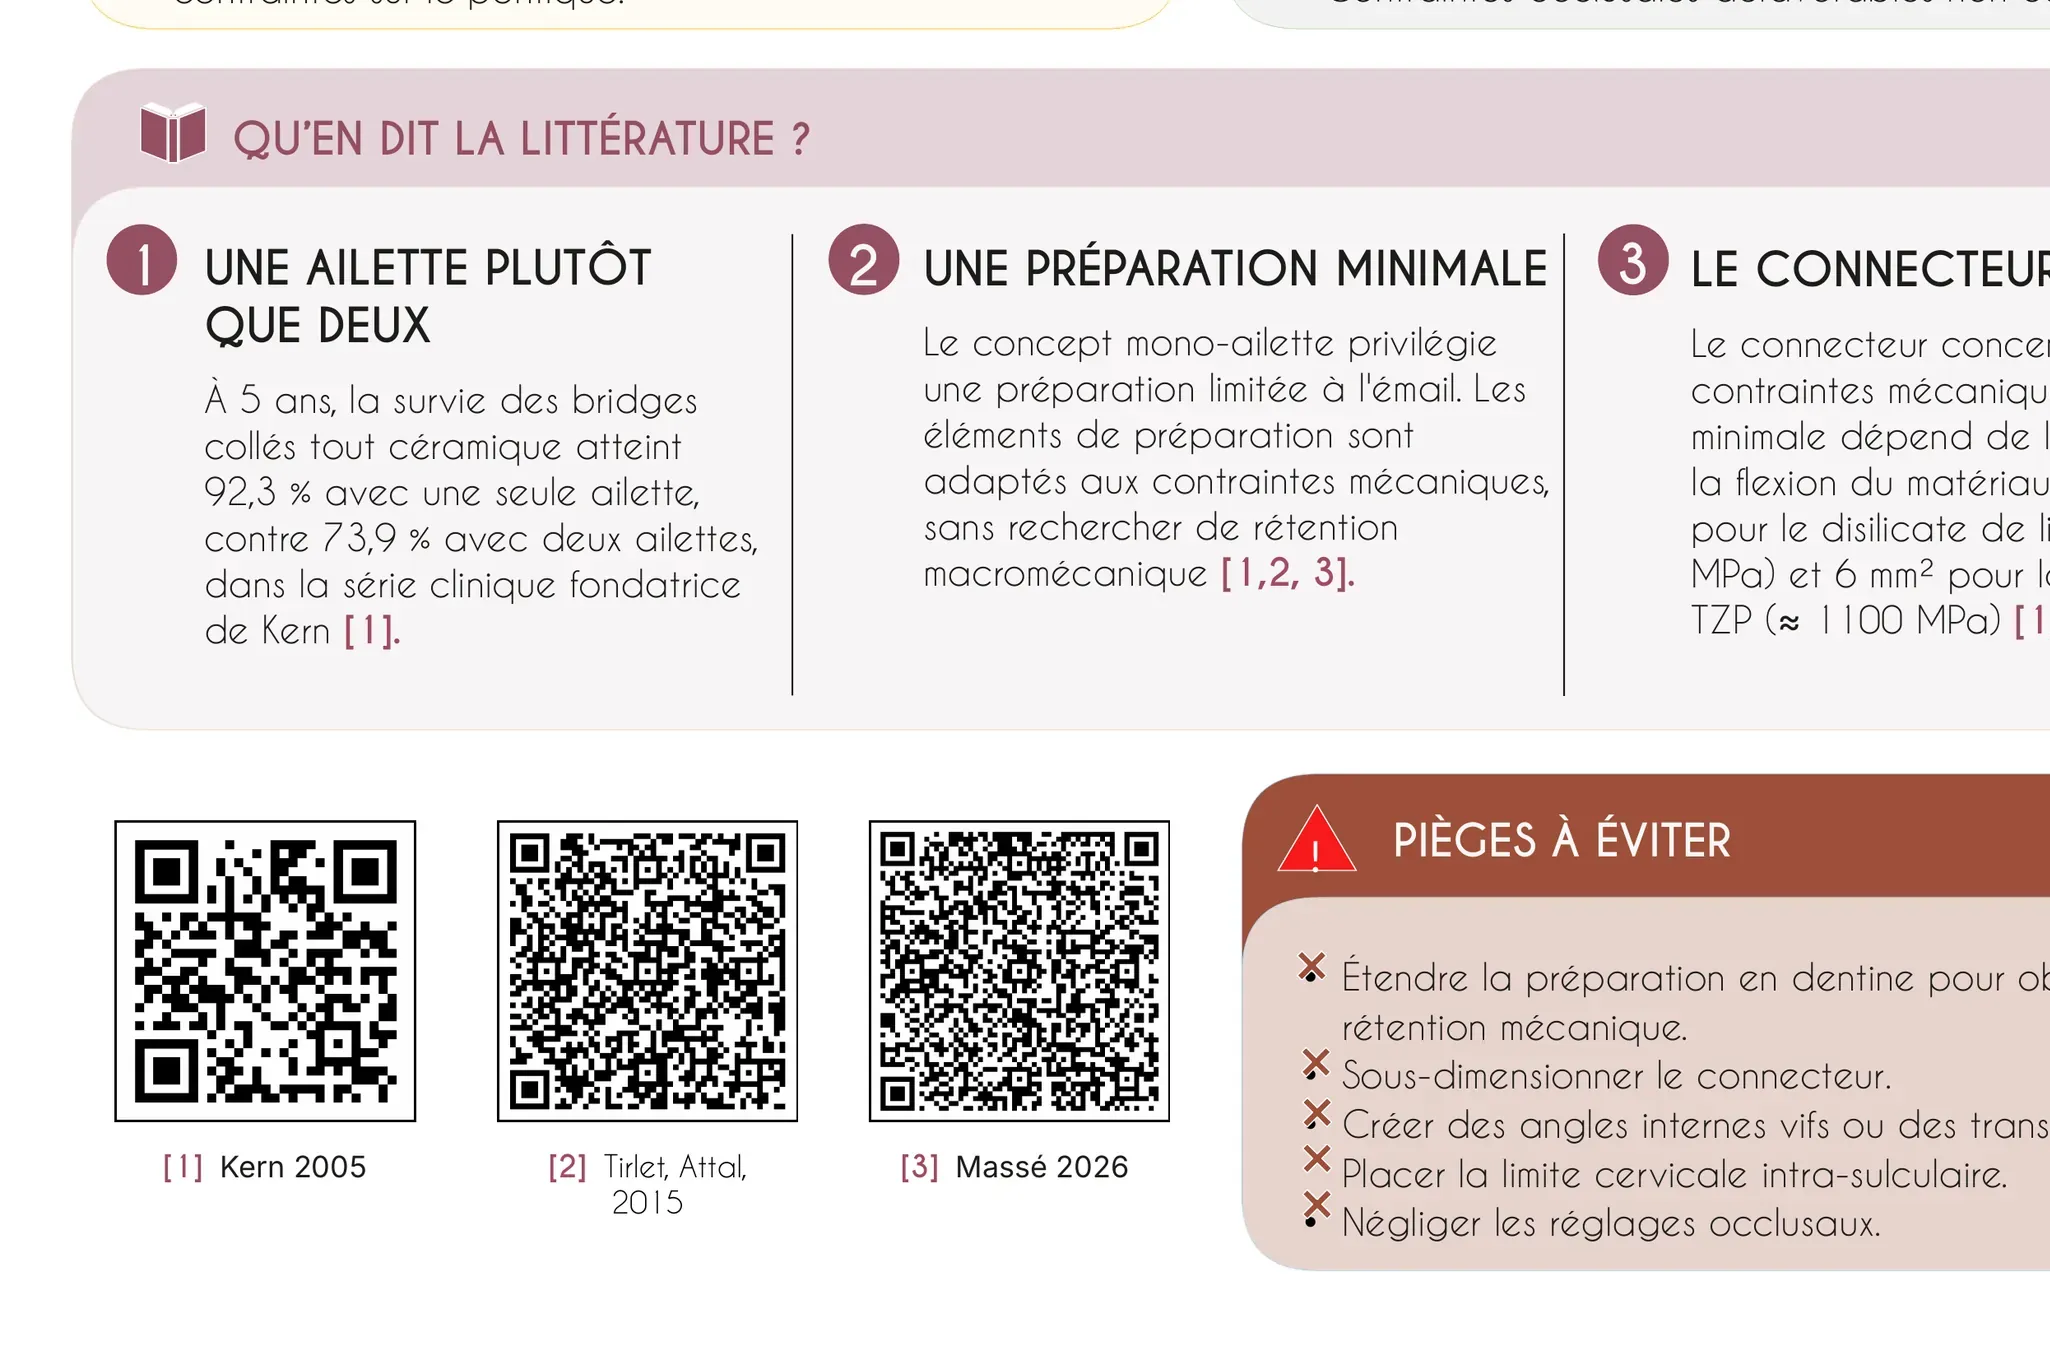 QU'EN DIT LA LITTÉRATURE ?
1 UNE AILETTE PLUTÔT
QUE DEUX
À 5 ans, la survie des bridges
collés tout céramique atteint
92,3 % avec une seule ailette,
contre 73,9 % avec deux ailettes,
dans la série clinique fondatrice
de Kern [1].
2 UNE PRÉPARATION MINIMALE
Le concept mono-ailette privilégie
une préparation limitée à l'émail. Les
éléments de préparation sont
adaptés aux contraintes mécaniques,
sans rechercher de rétention
macromécanique [1,2, 3].
3 LE CONNECTEUR
Le connecteur
contraintes
minimale dépend de
la flexion du
pour le disilicate de
MPa) et 6 mm² pour
TZP (≈ 1100 MPa) [1
[1] Kern 2005
[2] Tirlet, Attal,
2015
[3] Massé 2026
PIÈGES À ÉVITER
Étendre la préparation en dentine pour
rétention mécanique.
Sous-dimensionner le connecteur.
Créer des angles internes vifs ou des
Placer la limite cervicale intra-sulculaire.
Négliger les réglages occlusaux.